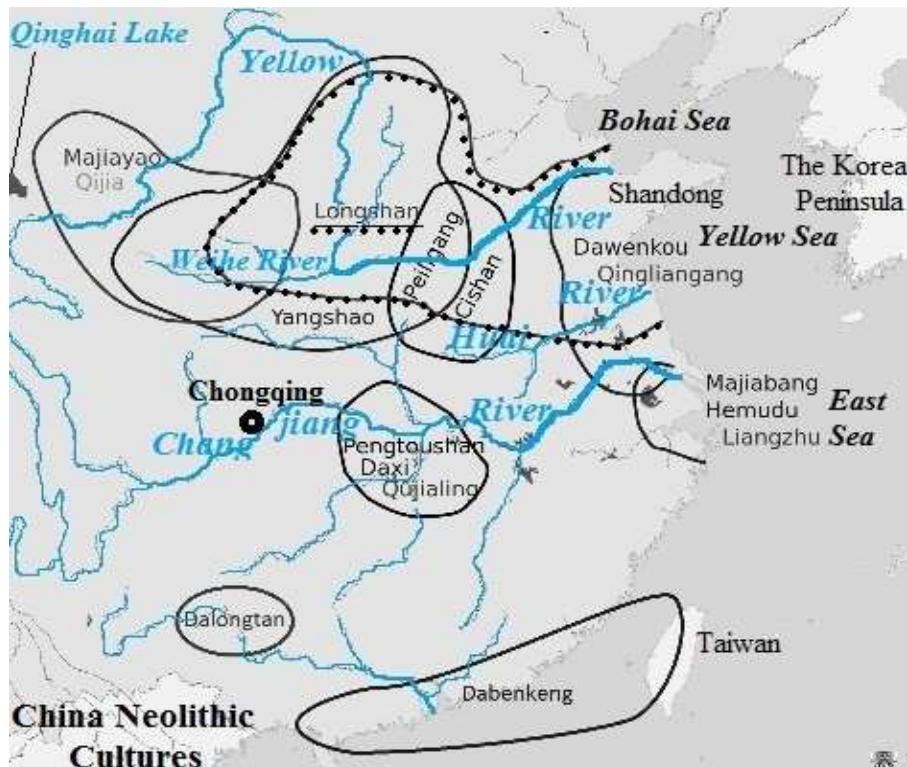 Qinghai Lake
Yellow
Bohai Sea
Majiayao
Qijia
The Korea
Peninsula
Shandong
Longshan
River
Peiligang
Yellow Sea
Dawenkou
Qingliangang
Weihe River
Cishan
River
Yangshao
Huai
Chongqing
Majiabang
Hemudu
Liangzhu
East
Sea
Chang
jiang
River
Pengtoushan
Daxi
Qujialing
Dalongtan
Taiwan
Dabenkeng
China Neolithic
Cultures